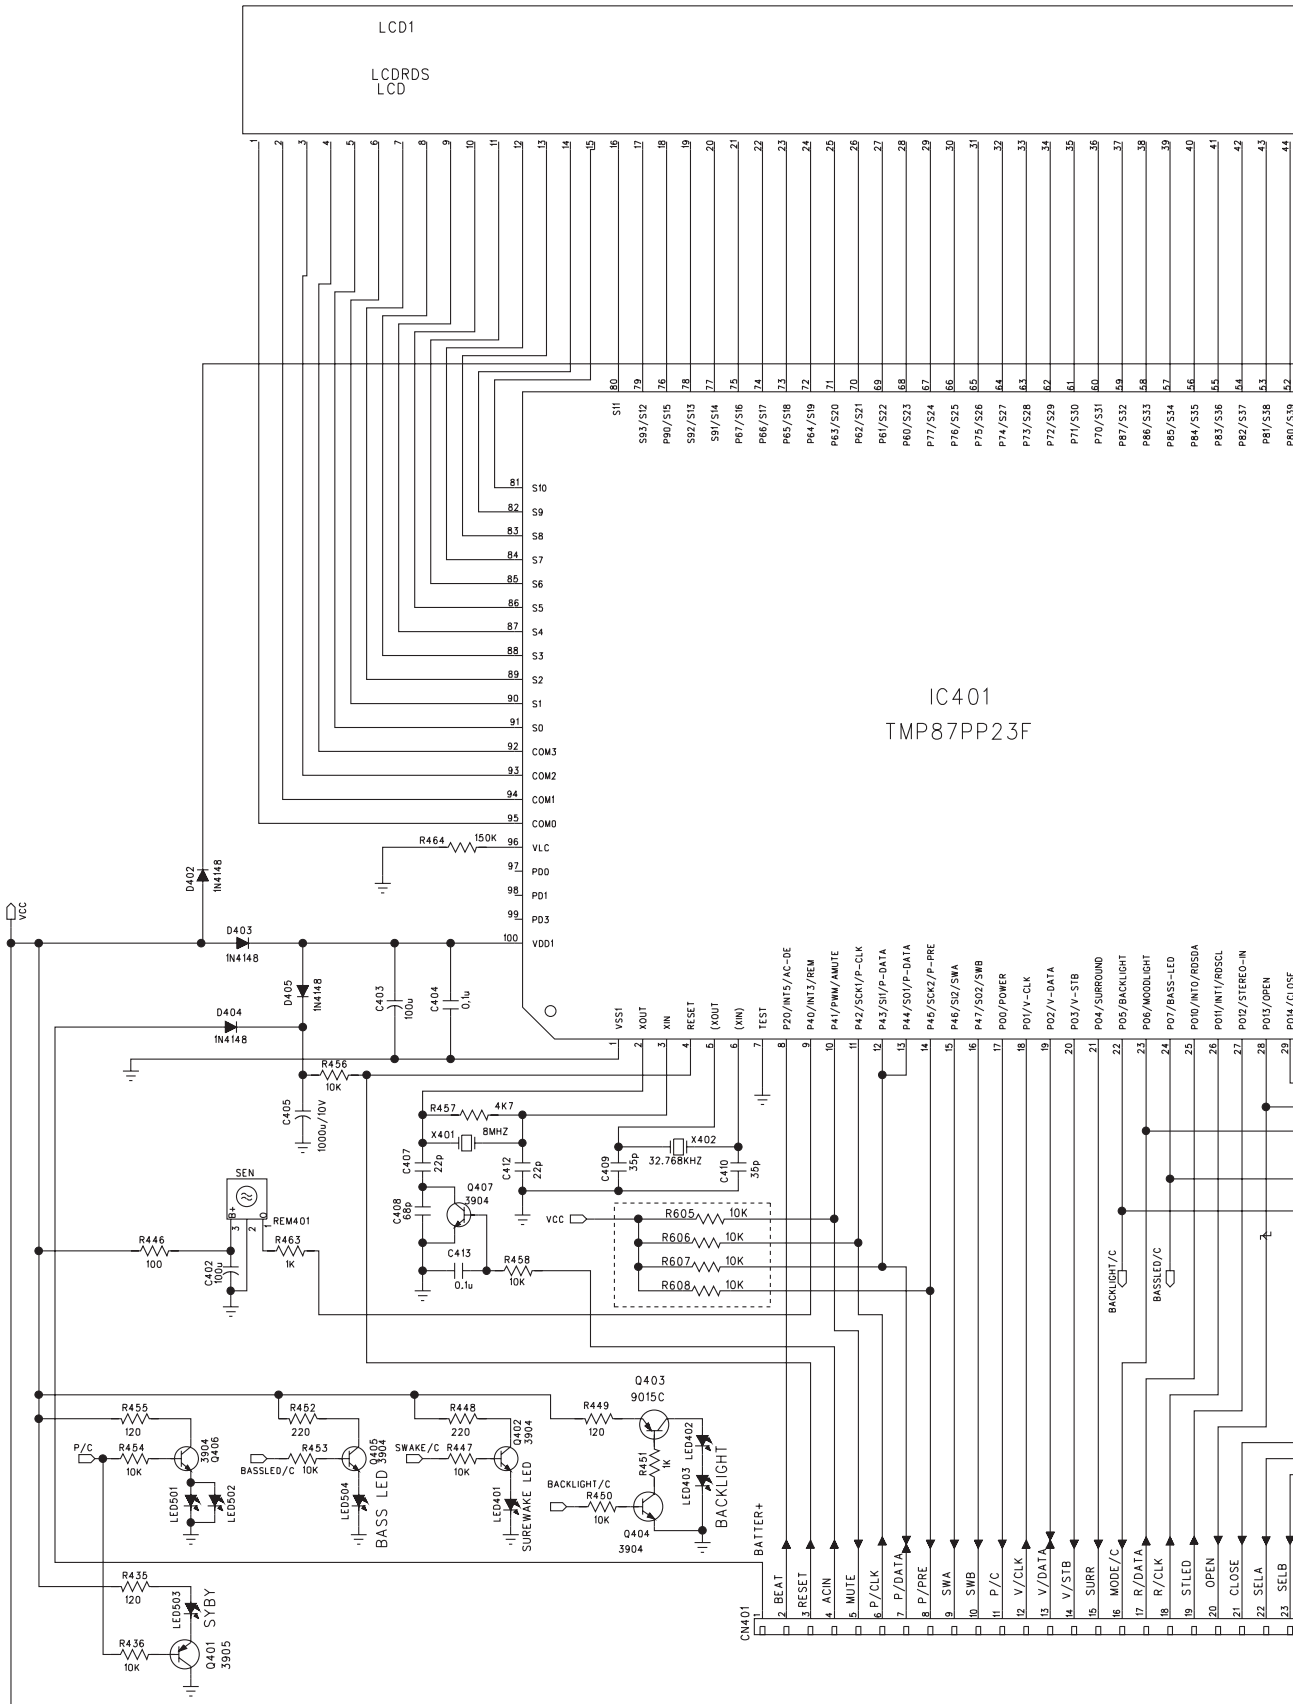 LCD1
LCDRDS
LCD
1 2 3 4 5 6 7 8 9 10 11 12 13 14 15 16 17 18 19 20 21 22 23 24 25 26 27 28 29 30 31 32 33 34 35 36 37 38 39 40 41 42 43 44
80 79 76 78 77 75 74 73 72 71 70 69 68 67 66 65 64 63 62 61 60 59 58 57 56 55 54 53 52
S11
S93/S12
P90/S15
S92/S13
S91/S14
P67/S16
P66/S17
P65/S18
P64/S19
P63/S20
P62/S21
P61/S22
P60/S23
P77/S24
P76/S25
P75/S26
P74/S27
P73/S28
P72/S29
P71/S30
P70/S31
P87/S32
P86/S33
P85/S34
P84/S35
P83/S36
P82/S37
P81/S38
P80/S39
81 S10
82 S9
83 S8
84 S7
85 S6
86 S5
87 S4
88 S3
89 S2
90 S1
91 S0
92 COM3
93 COM2
94 COM1
95 COM0
R464 150K 96 VLC
97 PD0
98 PD1
99 PD3
100 VDD1
IC401
TMP87PP23F
D402
1N4148
VCC
D403
1N4148
D405
1N4148
C403
100u
C404
0.1u
D404
1N4148
R456
10K
C405
1000u/10V
VSS1
XOUT
XIN
RESET
(XOUT
(XIN)
TEST
P20/INT5/AC-DE
P40/INT3/REM
P41/PWM/AMUTE
P42/SCK1/P-CLK
P43/SI1/P-DATA
P44/SO1/P-DATA
P45/SCK2/P-PRE
P46/SI2/SWA
P47/SO2/SWB
P00/POWER
P01/V-CLK
P02/V-DATA
P03/V-STB
P04/SURROUND
P05/BACKLIGHT
P06/MOODLIGHT
P07/BASS-LED
P010/INT0/RDSDA
P011/INT1/RDSCL
P012/STEREO-IN
P013/OPEN
P014/CLOSE
1 2 3 4 5 6 7 8 9 10 11 12 13 14 15 16 17 18 19 20 21 22 23 24 25 26 27 28 29
R457 4K7
X401 8MHZ
C407
22p
C412
22p
C409
35p
X402
32.768KHZ
C410
35p
C408
68p
Q407
3904
C413
0.1u
R458
10K
VCC
R605 10K
R606 10K
R607 10K
R608 10K
SEN
B+ O
3 2 1
REM401
R446
100
C402
100u
R463
1K
BACKLIGHT/C
BASSLED/C
R455
120
P/C
R454
10K
3904
Q406
LED501
LED502
R452
220
BASSLED/C
R453
10K
Q405
3904
LED504
BASS LED
R448
220
SWAKE/C
R447
10K
Q402
3904
LED401
SUREWAKE LED
Q403
9015C
R449
120
R451
1K
BACKLIGHT/C
R450
10K
Q404
3904
LED402
LED403
BACKLIGHT
R435
120
LED503
SYBY
R436
10K
Q401
3905
CN401
1 BATTER+
2 BEAT
3 RESET
4 ACIN
5 MUTE
6 P/CLK
7 P/DATA
8 P/PRE
9 SWA
10 SWB
11 P/C
12 V/CLK
13 V/DATA
14 V/STB
15 SURR
16 MODE/C
17 R/DATA
18 R/CLK
19 STLED
20 OPEN
21 CLOSE
22 SELA
23 SELB